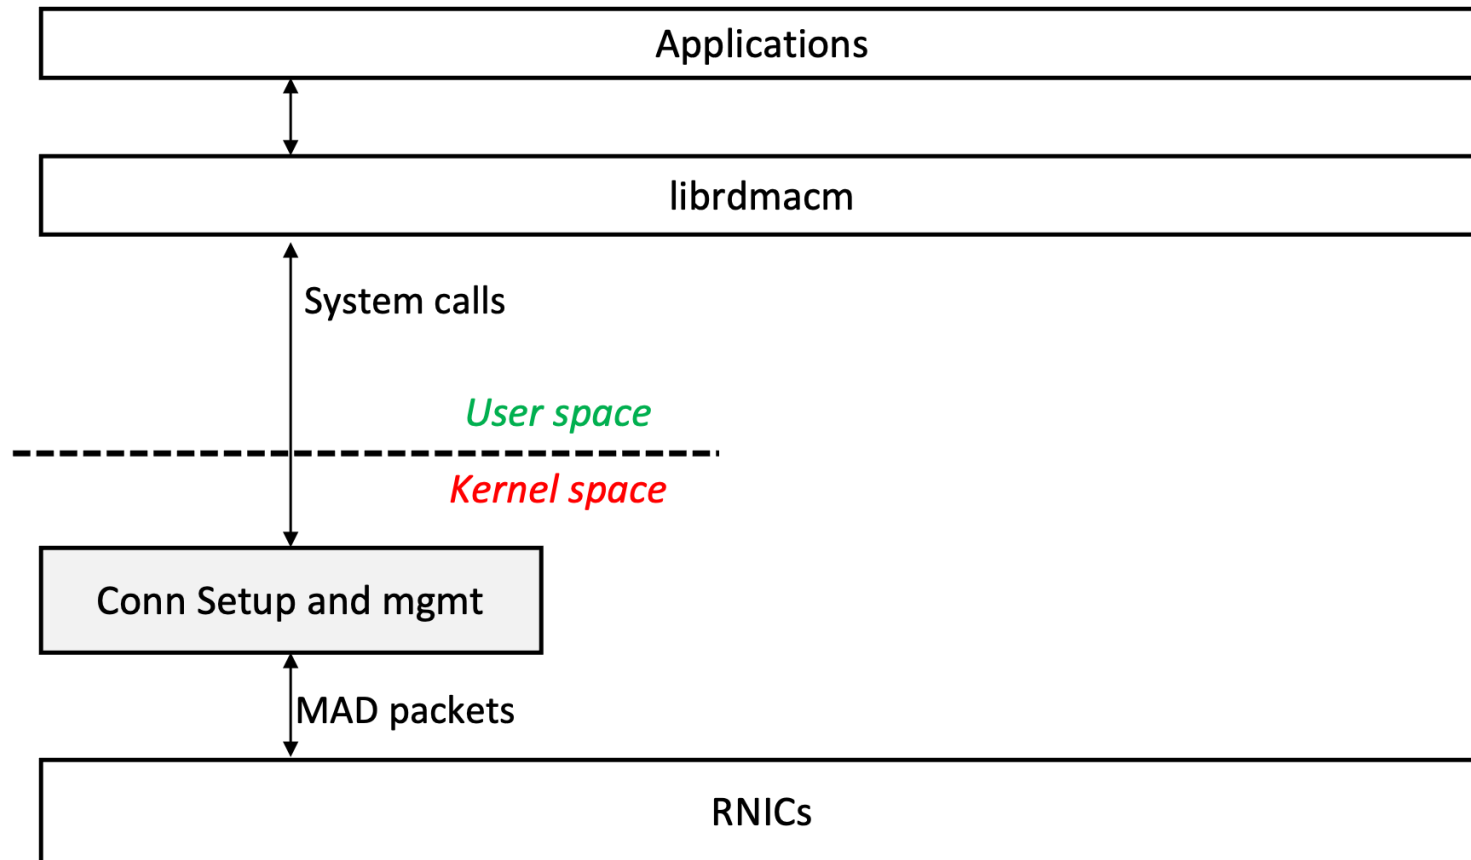 Applications
librdmacm
System calls
User space
Kernel space
Conn Setup and mgmt
MAD packets
RNICs